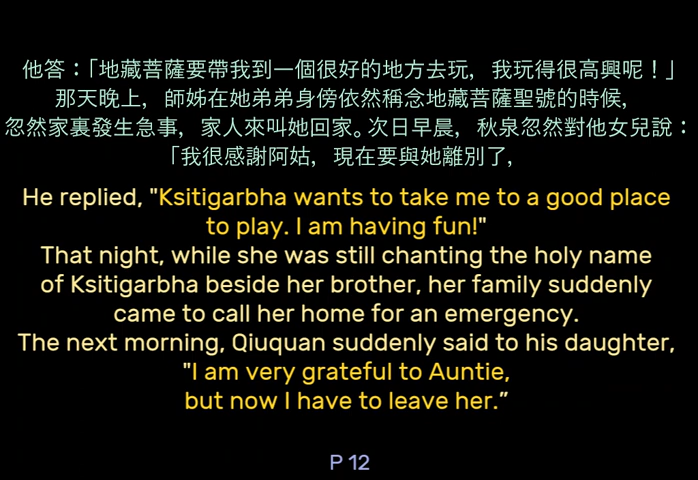 他答：「地藏菩薩要帶我到一個很好的地方去玩，我玩得很高興呢！」
那天晚上，師姊在她弟弟身傍依然稱念地藏菩薩聖號的時候，
忽然家裏發生急事，家人來叫她回家。次日早晨，秋泉忽然對他女兒說：
「我很感謝阿姑，現在要與她離別了，
He replied, "Ksitigarbha wants to take me to a good place
to play. I am having fun!"
That night, while she was still chanting the holy name
of Ksitigarbha beside her brother, her family suddenly
came to call her home for an emergency.
The next morning, Qiuquan suddenly said to his daughter,
"I am very grateful to Auntie,
but now I have to leave her.”
P 12